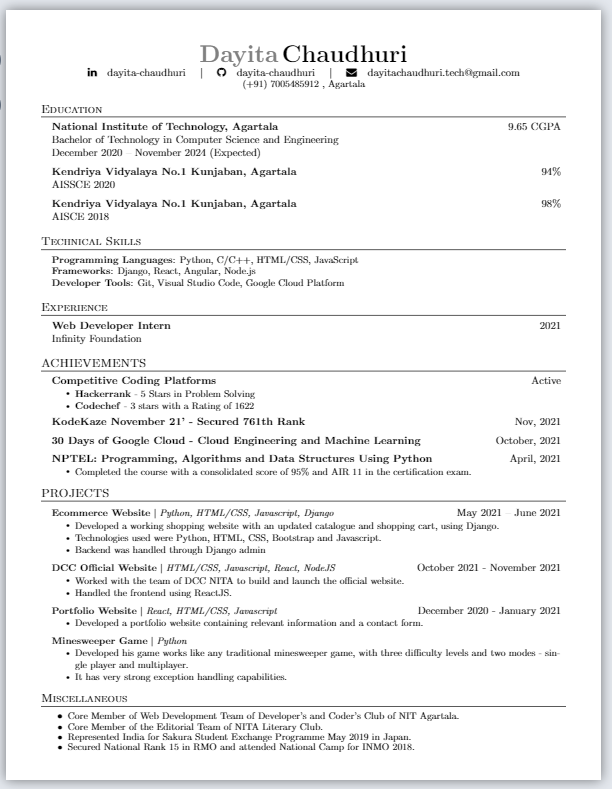 Dayita Chaudhuri
dayita-chaudhuri | dayita-chaudhuri | dayitachaudhuri.tech@gmail.com
(+91) 7005485912 , Agartala
Education
National Institute of Technology, Agartala 9.65 CGPA
Bachelor of Technology in Computer Science and Engineering
December 2020 – November 2024 (Expected)
Kendriya Vidyalaya No.1 Kunjaban, Agartala 94%
AISSCE 2020
Kendriya Vidyalaya No.1 Kunjaban, Agartala 98%
AISCE 2018
Technical Skills
Programming Languages: Python, C/C++, HTML/CSS, JavaScript
Frameworks: Django, React, Angular, Node.js
Developer Tools: Git, Visual Studio Code, Google Cloud Platform
Experience
Web Developer Intern 2021
Infinity Foundation
ACHIEVEMENTS
Competitive Coding Platforms Active
• Hackerrank - 5 Stars in Problem Solving
• Codechef - 3 stars with a Rating of 1622
KodeKaze November 21' - Secured 761th Rank Nov, 2021
30 Days of Google Cloud - Cloud Engineering and Machine Learning October, 2021
NPTEL: Programming, Algorithms and Data Structures Using Python April, 2021
• Completed the course with a consolidated score of 95% and AIR 11 in the certification exam.
PROJECTS
Ecommerce Website | Python, HTML/CSS, Javascript, Django May 2021 – June 2021
• Developed a working shopping website with an updated catalogue and shopping cart, using Django.
• Technologies used were Python, HTML, CSS, Bootstrap and Javascript.
• Backend was handled through Django admin
DCC Official Website | HTML/CSS, Javascript, React, NodeJS October 2021 - November 2021
• Worked with the team of DCC NITA to build and launch the official website.
• Handled the frontend using ReactJS.
Portfolio Website | React, HTML/CSS, Javascript December 2020 - January 2021
• Developed a portfolio website containing relevant information and a contact form.
Minesweeper Game | Python
• Developed his game works like any traditional minesweeper game, with three difficulty levels and two modes - sin-
gle player and multiplayer.
• It has very strong exception handling capabilities.
Miscellaneous
• Core Member of Web Development Team of Developer's and Coder's Club of NIT Agartala.
• Core Member of the Editorial Team of NITA Literary Club.
• Represented India for Sakura Student Exchange Programme May 2019 in Japan.
• Secured National Rank 15 in RMO and attended National Camp for INMO 2018.